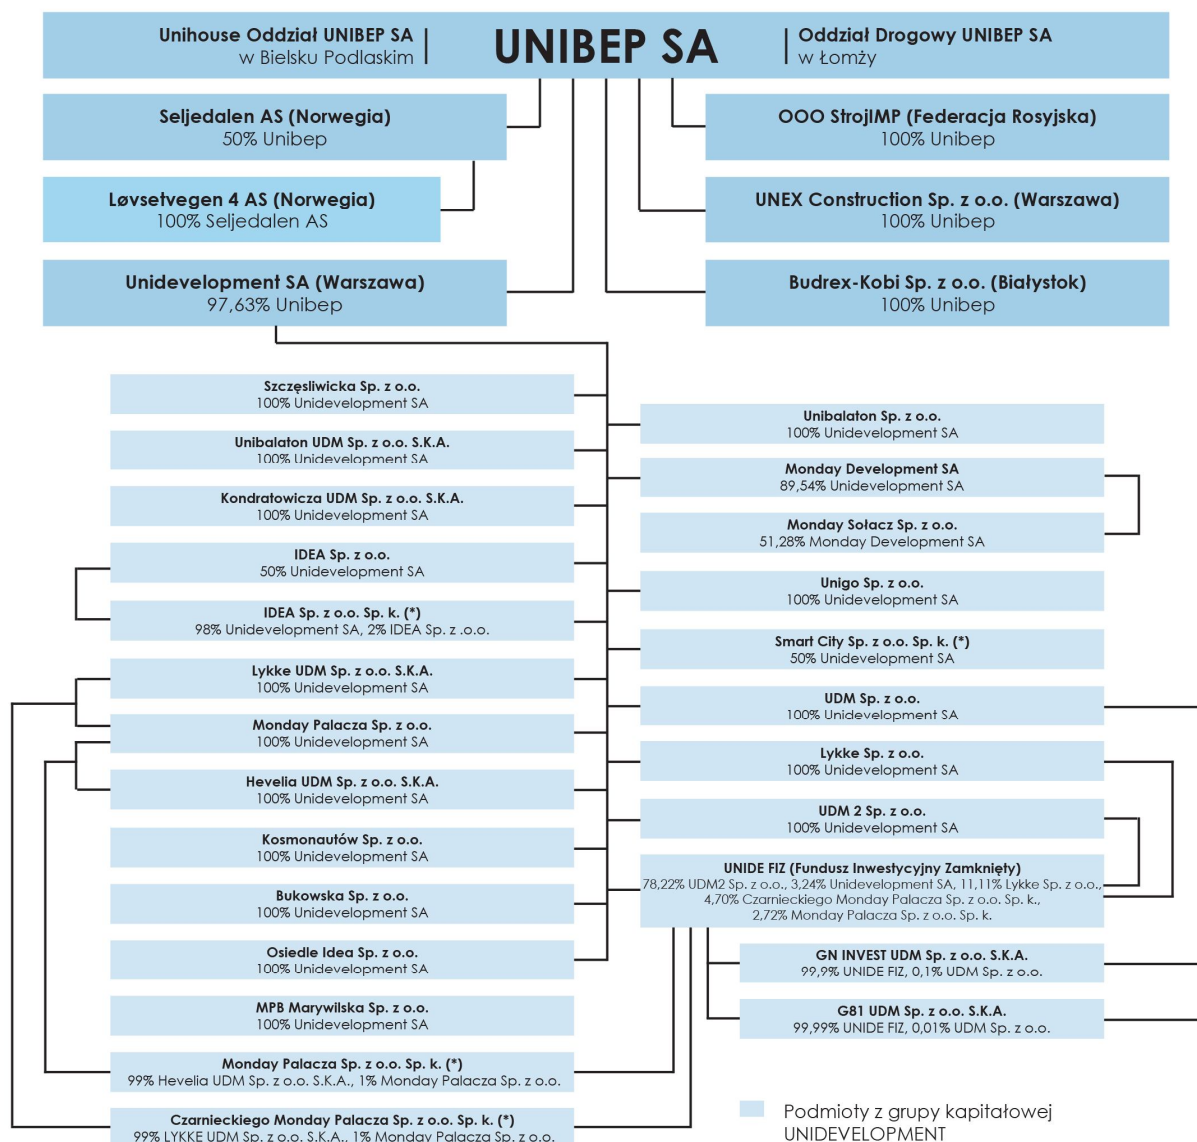 Unihouse Oddział UNIBEP SA
w Bielsku Podlaskim
UNIBEP SA
Oddział Drogowy UNIBEP SA
w Łomży
Seljedalen AS (Norwegia)
50% Unibep
OOO StrojIMP (Federacja Rosyjska)
100% Unibep
Løvsetvegen 4 AS (Norwegia)
100% Seljedalen AS
UNEX Construction Sp. z o.o. (Warszawa)
100% Unibep
Unidevelopment SA (Warszawa)
97,63% Unibep
Budrex-Kobi Sp. z o.o. (Białystok)
100% Unibep
Szczęsliwicka Sp. z o.o.
100% Unidevelopment SA
Unibalaton UDM Sp. z o.o. S.K.A.
100% Unidevelopment SA
Kondratowicza UDM Sp. z o.o. S.K.A.
100% Unidevelopment SA
IDEA Sp. z o.o.
50% Unidevelopment SA
IDEA Sp. z o.o. Sp. k. (*)
98% Unidevelopment SA, 2% IDEA Sp. z .o.o.
Lykke UDM Sp. z o.o. S.K.A.
100% Unidevelopment SA
Monday Palacza Sp. z o.o.
100% Unidevelopment SA
Hevelia UDM Sp. z o.o. S.K.A.
100% Unidevelopment SA
Kosmonautów Sp. z o.o.
100% Unidevelopment SA
Bukowska Sp. z o.o.
100% Unidevelopment SA
Osiedle Idea Sp. z o.o.
100% Unidevelopment SA
MPB Marywilska Sp. z o.o.
100% Unidevelopment SA
Monday Palacza Sp. z o.o. Sp. k. (*)
99% Hevelia UDM Sp. z o.o. S.K.A., 1% Monday Palacza Sp. z o.o.
Czarnieckiego Monday Palacza Sp. z o.o. Sp. k. (*)
99% LYKKE UDM Sp. z o.o. S.K.A., 1% Monday Palacza Sp. z o.o.
Unibalaton Sp. z o.o.
100% Unidevelopment SA
Monday Development SA
89,54% Unidevelopment SA
Monday Sołacz Sp. z o.o.
51,28% Monday Development SA
Unigo Sp. z o.o.
100% Unidevelopment SA
Smart City Sp. z o.o. Sp. k. (*)
50% Unidevelopment SA
UDM Sp. z o.o.
100% Unidevelopment SA
Lykke Sp. z o.o.
100% Unidevelopment SA
UDM 2 Sp. z o.o.
100% Unidevelopment SA
UNIDE FIZ (Fundusz Inwestycyjny Zamknięty)
78,22% UDM2 Sp. z o.o., 3,24% Unidevelopment SA, 11,11% Lykke Sp. z o.o.,
4,70% Czarnieckiego Monday Palacza Sp. z o.o. Sp. k.,
2,72% Monday Palacza Sp. z o.o. Sp. k.
GN INVEST UDM Sp. z o.o. S.K.A.
99,9% UNIDE FIZ, 0,1% UDM Sp. z o.o.
G81 UDM Sp. z o.o. S.K.A.
99,99% UNIDE FIZ, 0,01% UDM Sp. z o.o.
Podmioty z grupy kapitałowej
UNIDEVELOPMENT